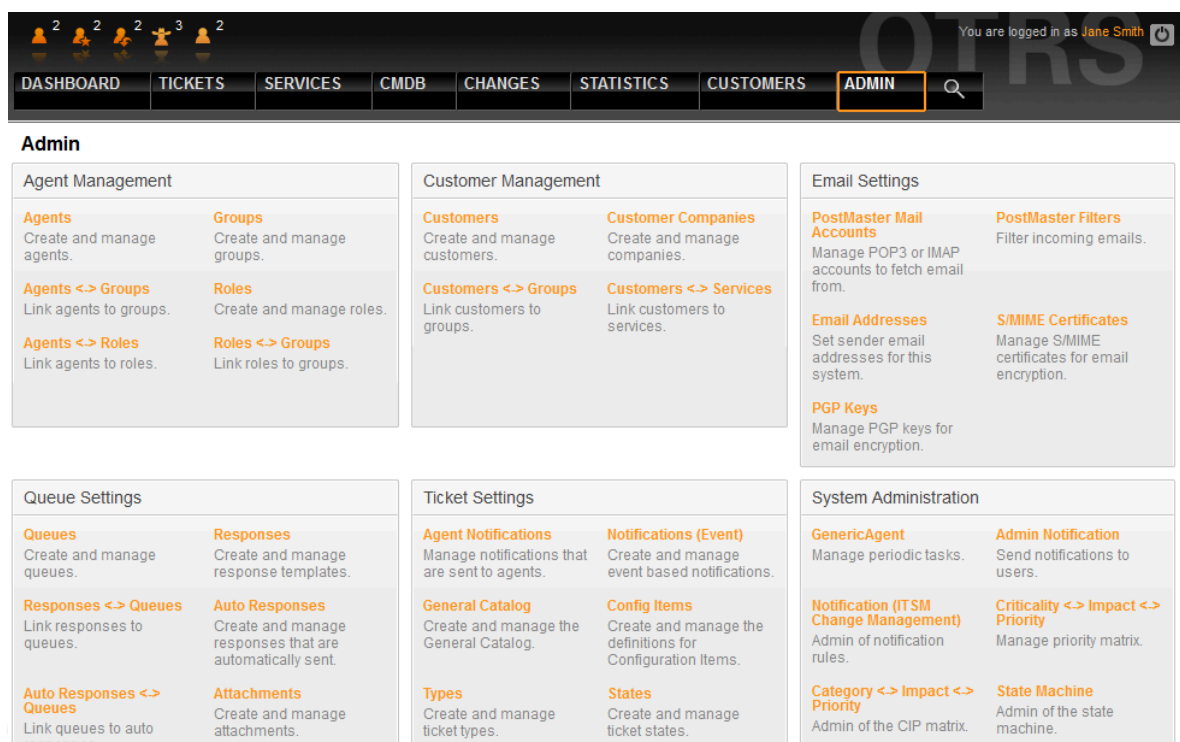 2 2 2 3 2
OTRS
You are logged in as Jane Smith
DASHBOARD TICKETS SERVICES CMDB CHANGES STATISTICS CUSTOMERS ADMIN
Admin
Agent Management
Agents
Create and manage
agents.
Groups
Create and manage
groups.
Agents <-> Groups
Link agents to groups.
Roles
Create and manage roles.
Agents <-> Roles
Link agents to roles.
Roles <-> Groups
Link roles to groups.
Customer Management
Customers
Create and manage
customers.
Customer Companies
Create and manage
companies.
Customers <-> Groups
Link customers to
groups.
Customers <-> Services
Link customers to
services.
Email Settings
PostMaster Mail
Accounts
Manage POP3 or IMAP
accounts to fetch email
from.
PostMaster Filters
Filter incoming emails.
Email Addresses
Set sender email
addresses for this
system.
S/MIME Certificates
Manage S/MIME
certificates for email
encryption.
PGP Keys
Manage PGP keys for
email encryption.
Queue Settings
Queues
Create and manage
queues.
Responses
Create and manage
response templates.
Responses <-> Queues
Link responses to
queues.
Auto Responses
Create and manage
responses that are
automatically sent.
Auto Responses <->
Queues
Link queues to auto
Attachments
Create and manage
attachments.
Ticket Settings
Agent Notifications
Manage notifications that
are sent to agents.
Notifications (Event)
Create and manage
event based notifications.
General Catalog
Create and manage the
General Catalog.
Config Items
Create and manage the
definitions for
Configuration Items.
Types
Create and manage
ticket types.
States
Create and manage
ticket states.
System Administration
GenericAgent
Manage periodic tasks.
Admin Notification
Send notifications to
users.
Notification (ITSM
Change Management)
Admin of notification
rules.
Criticality <-> Impact <->
Priority
Manage priority matrix.
Category <-> Impact <->
Priority
Admin of the CIP matrix.
State Machine
Admin of the state
machine.